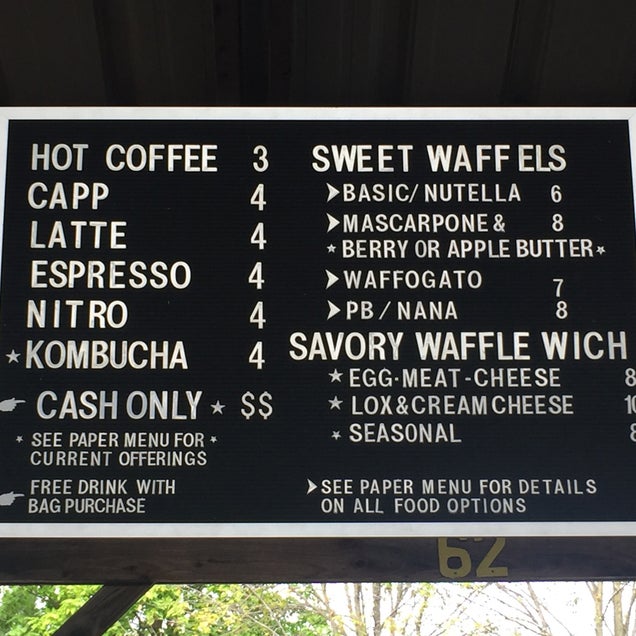 HOT COFFEE 3
CAPP 4
LATTE 4
ESPRESSO 4
NITRO 4
★KOMBUCHA 4
CASH ONLY ★ $$
★ SEE PAPER MENU FOR ★
CURRENT OFFERINGS
FREE DRINK WITH
BAG PURCHASE
SWEET WAFFELS
➤BASIC/NUTELLA 6
➤MASCARPONE & 8
★ BERRY OR APPLE BUTTER ★
➤WAFFOGATO 7
➤PB/NANA 8
SAVORY WAFFLE WICH
★ EGG·MEAT-CHEESE 8
★ LOX&CREAM CHEESE 10
★ SEASONAL 8
➤SEE PAPER MENU FOR DETAILS
ON ALL FOOD OPTIONS
62